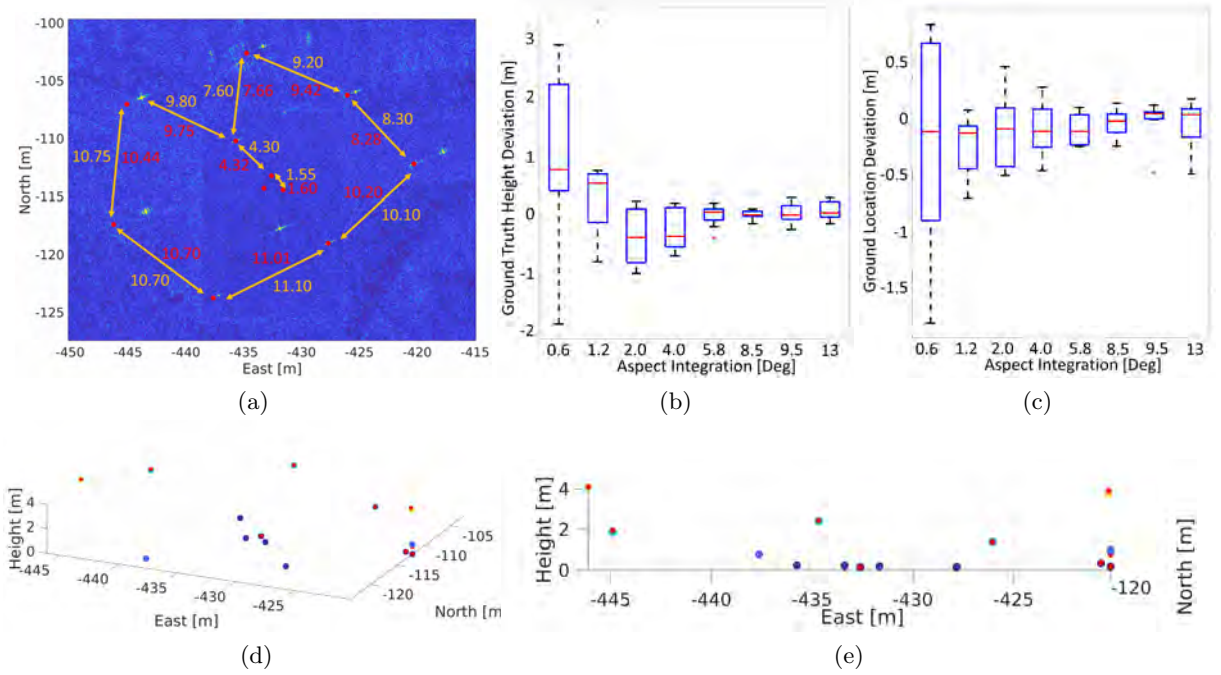 -100
-105
-110
-115
-120
-125
North [m]
9.20
7.60 7.66 9.42
9.80
9.75
8.30
8.28
10.75 10.44
4.30
4.32
1.55
1.60
10.20
10.10
10.70
10.70
11.01
11.10
-450 -445 -440 -435 -430 -425 -420 -415
East [m]
(a)
Ground Truth Height Deviation [m]
3
2
1
0
-1
-2
0.6 1.2 2.0 4.0 5.8 8.5 9.5 13
Aspect Integration [Deg]
(b)
Ground Location Deviation [m]
0.5
0
-0.5
-1
-1.5
0.6 1.2 2.0 4.0 5.8 8.5 9.5 13
Aspect Integration [Deg]
(c)
Height [m]
4
2
0
-445
-440
-435
-430
-425
East [m]
-120
-115
-110
-105
North [m
(d)
Height [m]
4
2
0
-445 -440 -435 -430 -425 -120
East [m]
North [m]
(e)